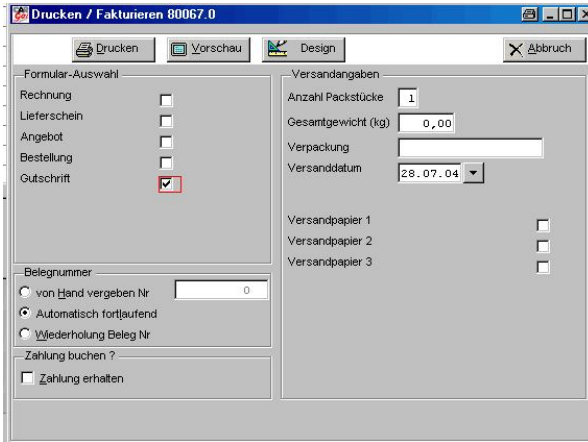 Drucken / Fakturieren 80067.0
Drucken
Vorschau
Design
Abbruch
Formular-Auswahl
Rechnung
Lieferschein
Angebot
Bestellung
Gutschrift
Versandangaben
Anzahl Packstücke 1
Gesamtgewicht (kg) 0,00
Verpackung
Versanddatum 28.07.04
Versandpapier 1
Versandpapier 2
Versandpapier 3
Belegnummer
von Hand vergeben Nr 0
Automatisch fortlaufend
Wiederholung Beleg Nr
Zahlung buchen ?
Zahlung erhalten